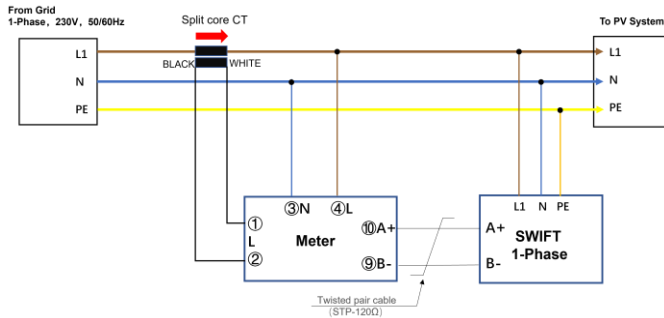 From Grid
1-Phase, 230V, 50/60Hz
Split core CT
To PV System
L1
L1
BLACK
WHITE
N
N
PE
PE
③N
④L
L1 N PE
①
⑩A+
A+
L
Meter
SWIFT
②
⑨B-
B-
1-Phase
Twisted pair cable
(STP-120Ω)